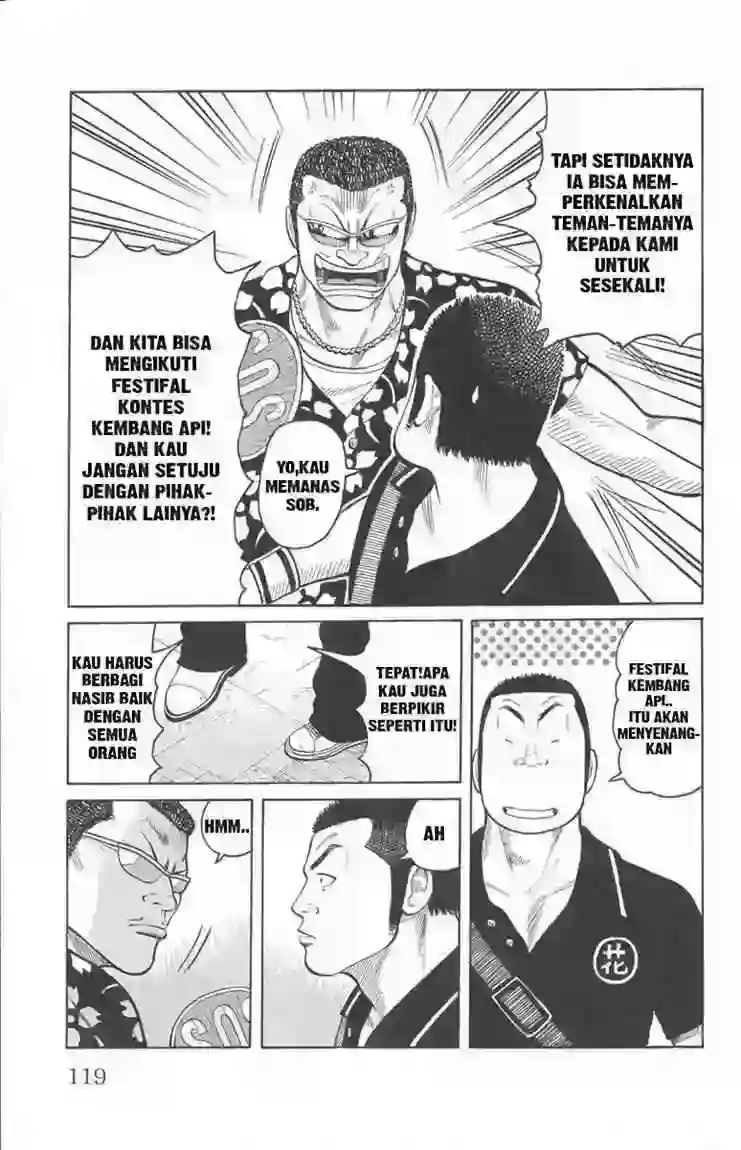 TAPI SETIDAKNYA
IA BISA MEM-
PERKENALKAN
TEMAN-TEMANYA
KEPADA KAMI
UNTUK
SESEKALI!
DAN KITA BISA
MENGIKUTI
FESTIFAL
KONTES
KEMBANG API!
DAN KAU
JANGAN SETUJU
DENGAN PIHAK-
PIHAK LAINYA?!
YO,KAU
MEMANAS
SOB.
SOS
FESTIFAL
KEMBANG
API..
ITU AKAN
MENYENANG-
KAN
花
TEPAT!APA
KAU JUGA
BERPIKIR
SEPERTI ITU!
KAU HARUS
BERBAGI
NASIB BAIK
DENGAN
SEMUA
ORANG
AH
HMM..
SOS
119